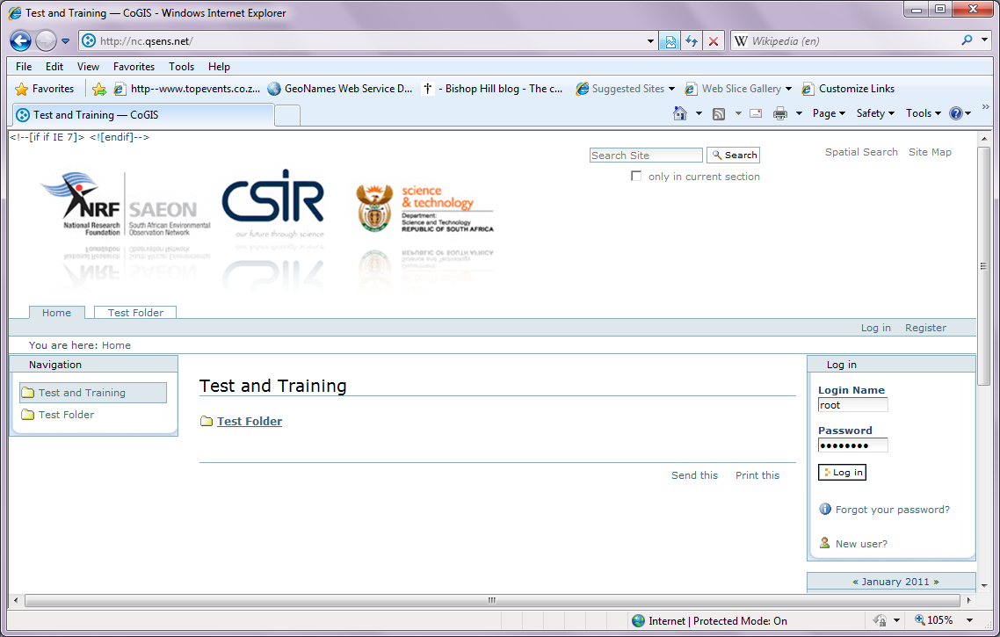 Test and Training — CoGIS - Windows Internet Explorer
http://nc.qsens.net/
Wikipedia (en)
File Edit View Favorites Tools Help
Favorites http--www.topevents.co.z... GeoNames Web Service D... - Bishop Hill blog - The c... Suggested Sites Web Slice Gallery Customize Links
Test and Training — CoGIS
Page Safety Tools
<!--[if if IE 7]> <![endif]-->
Search Site Search
only in current section
Spatial Search Site Map
NRF
National Research
Foundation
SAEON
South African Environmental
Observation Network
CSIR
our future through science
science
& technology
Department:
Science and Technology
REPUBLIC OF SOUTH AFRICA
Home Test Folder
Log in Register
You are here: Home
Navigation
Test and Training
Test Folder
Test and Training
Test Folder
Send this Print this
Log in
Login Name
root
Password
••••••••
Log in
Forgot your password?
New user?
« January 2011 »
Internet | Protected Mode: On
105%